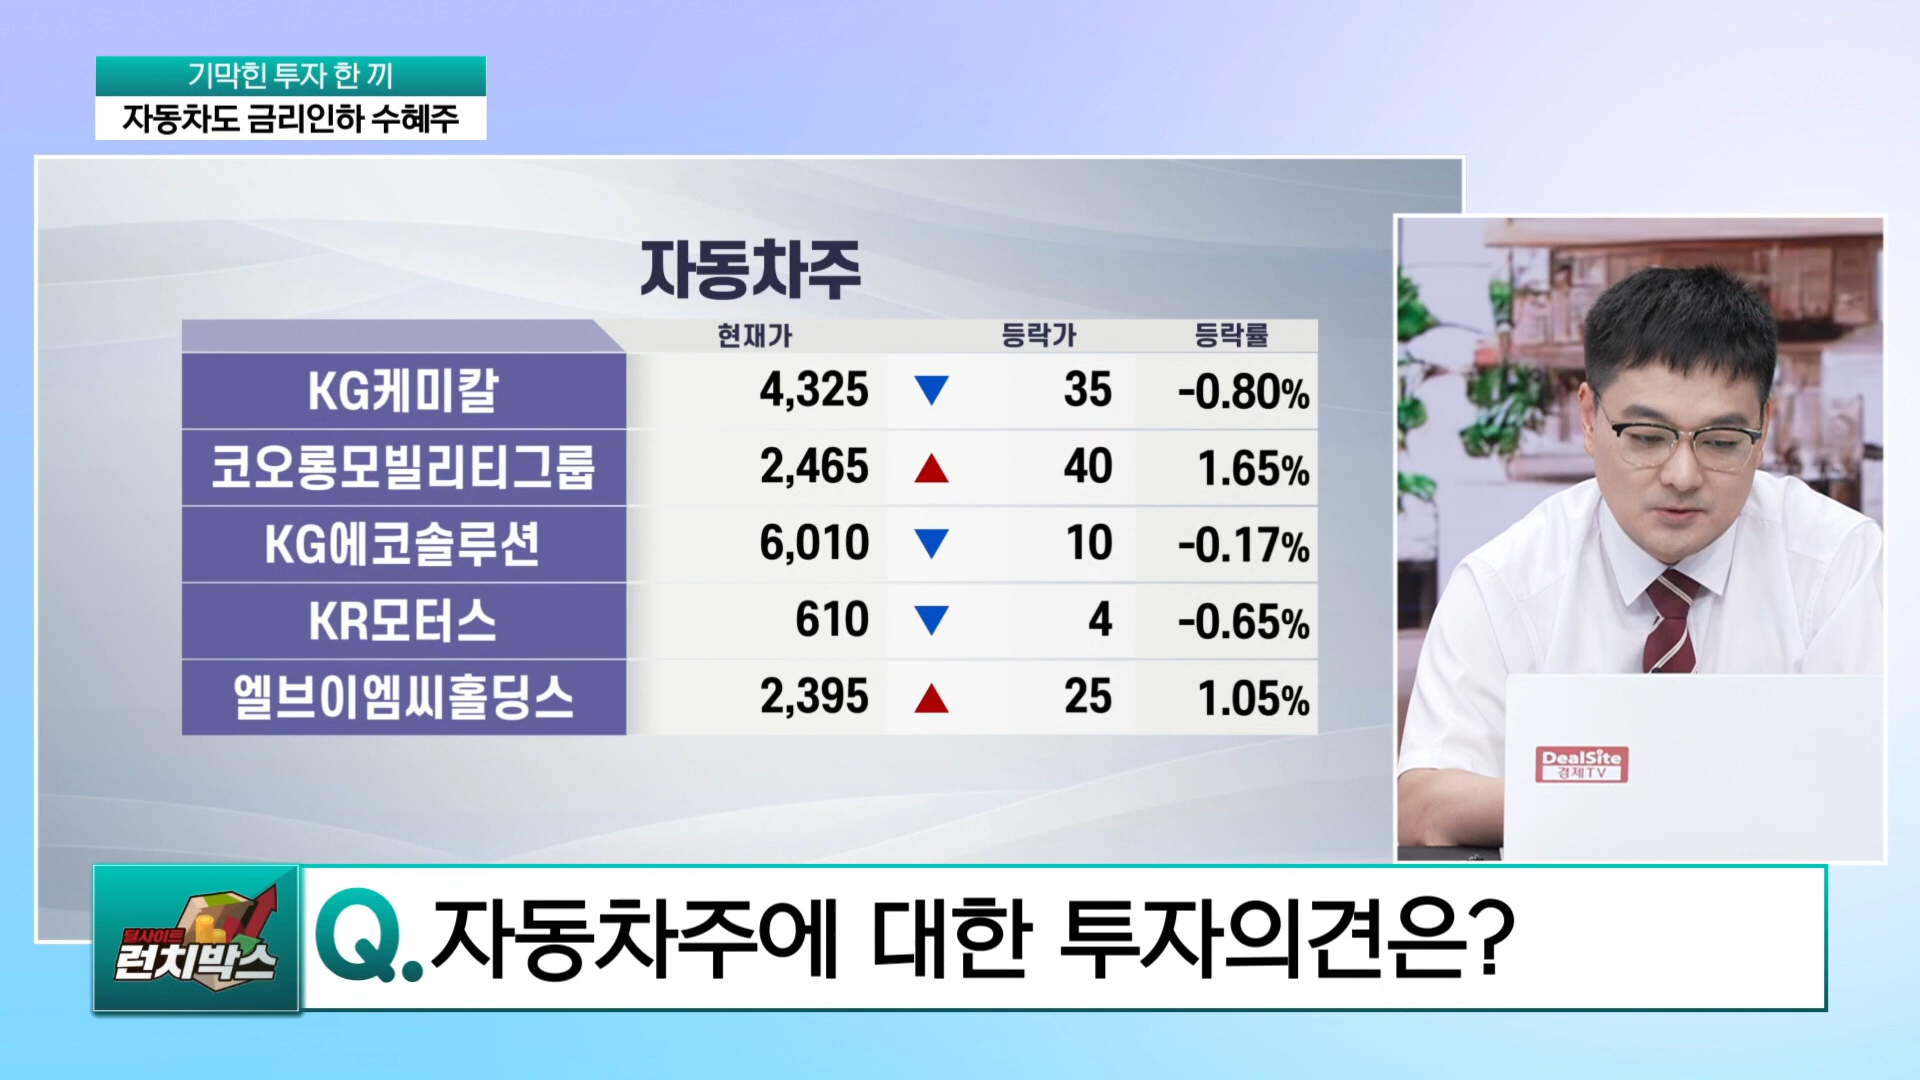 기막힌 투자 한 끼
자동차도 금리인하 수혜주
자동차주
현재가 등락가 등락률
KG케미칼 4,325 ▼ 35 -0.80%
코오롱모빌리티그룹 2,465 ▲ 40 1.65%
KG에코솔루션 6,010 ▼ 10 -0.17%
KR모터스 610 ▼ 4 -0.65%
엘브이엠씨홀딩스 2,395 ▲ 25 1.05%
DealSite
경제TV
딜사이트
런치박스
Q. 자동차주에 대한 투자의견은?